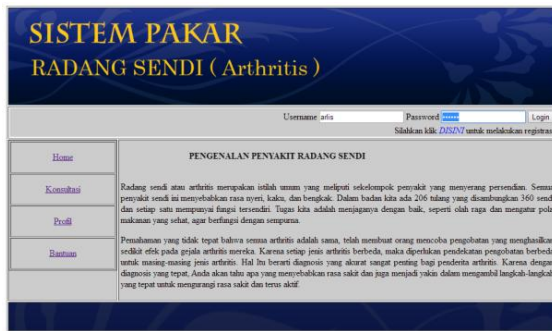 SISTEM PAKAR
RADANG SENDI ( Arthritis )
Username arlis Password •••••• Login
Silahkan klik DISINI untuk melakukan registras
Home
Konsultasi
Profil
Bantuan
PENGENALAN PENYAKIT RADANG SENDI
Radang sendi atau arthritis merupakan istilah umum yang meliputi sekelompok penyakit yang menyerang persendian. Semua
penyakit sendi ini menyebabkan rasa nyeri, kaku, dan bengkak. Dalam badan kita ada 206 tulang yang disambungkan 360 sendi
dan setiap satu mempunyai fungsi tersendiri. Tugas kita adalah menjaganya dengan baik, seperti olah raga dan mengatur pola
makanan yang sehat, agar berfungsi dengan sempurna.
Pemahaman yang tidak tepat bahwa semua arthritis adalah sama, telah membuat orang mencoba pengobatan yang menghasilkan
sedikit efek pada gejala arthritis mereka. Karena setiap jenis arthritis berbeda, maka diperlukan pendekatan pengobatan berbeda
untuk masing-masing jenis arthritis. Hal Itu berarti diagnosis yang akurat sangat penting bagi penderita arthritis. Karena dengan
diagnosis yang tepat, Anda akan tahu apa yang menyebabkan rasa sakit dan juga menjadi yakin dalam mengambil langkah-langkah
yang tepat untuk mengurangi rasa sakit dan terus aktif.